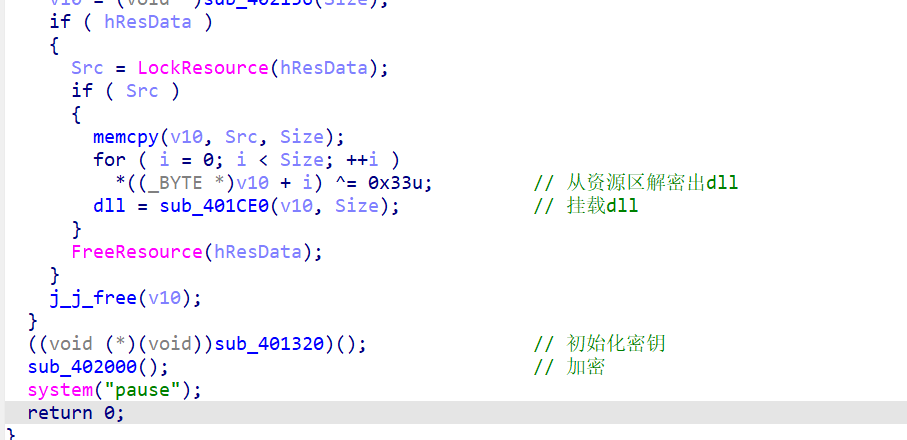 v10 = (void *)sub_402156(Size);
if ( hResData )
{
Src = LockResource(hResData);
if ( Src )
{
memcpy(v10, Src, Size);
for ( i = 0; i < Size; ++i )
*((_BYTE *)v10 + i) ^= 0x33u; // 从资源区解密出dll
dll = sub_401CE0(v10, Size); // 挂载dll
}
FreeResource(hResData);
}
j_j_free(v10);
}
((void (*)(void))sub_401320)(); // 初始化密钥
sub_402000(); // 加密
system("pause");
return 0;
}